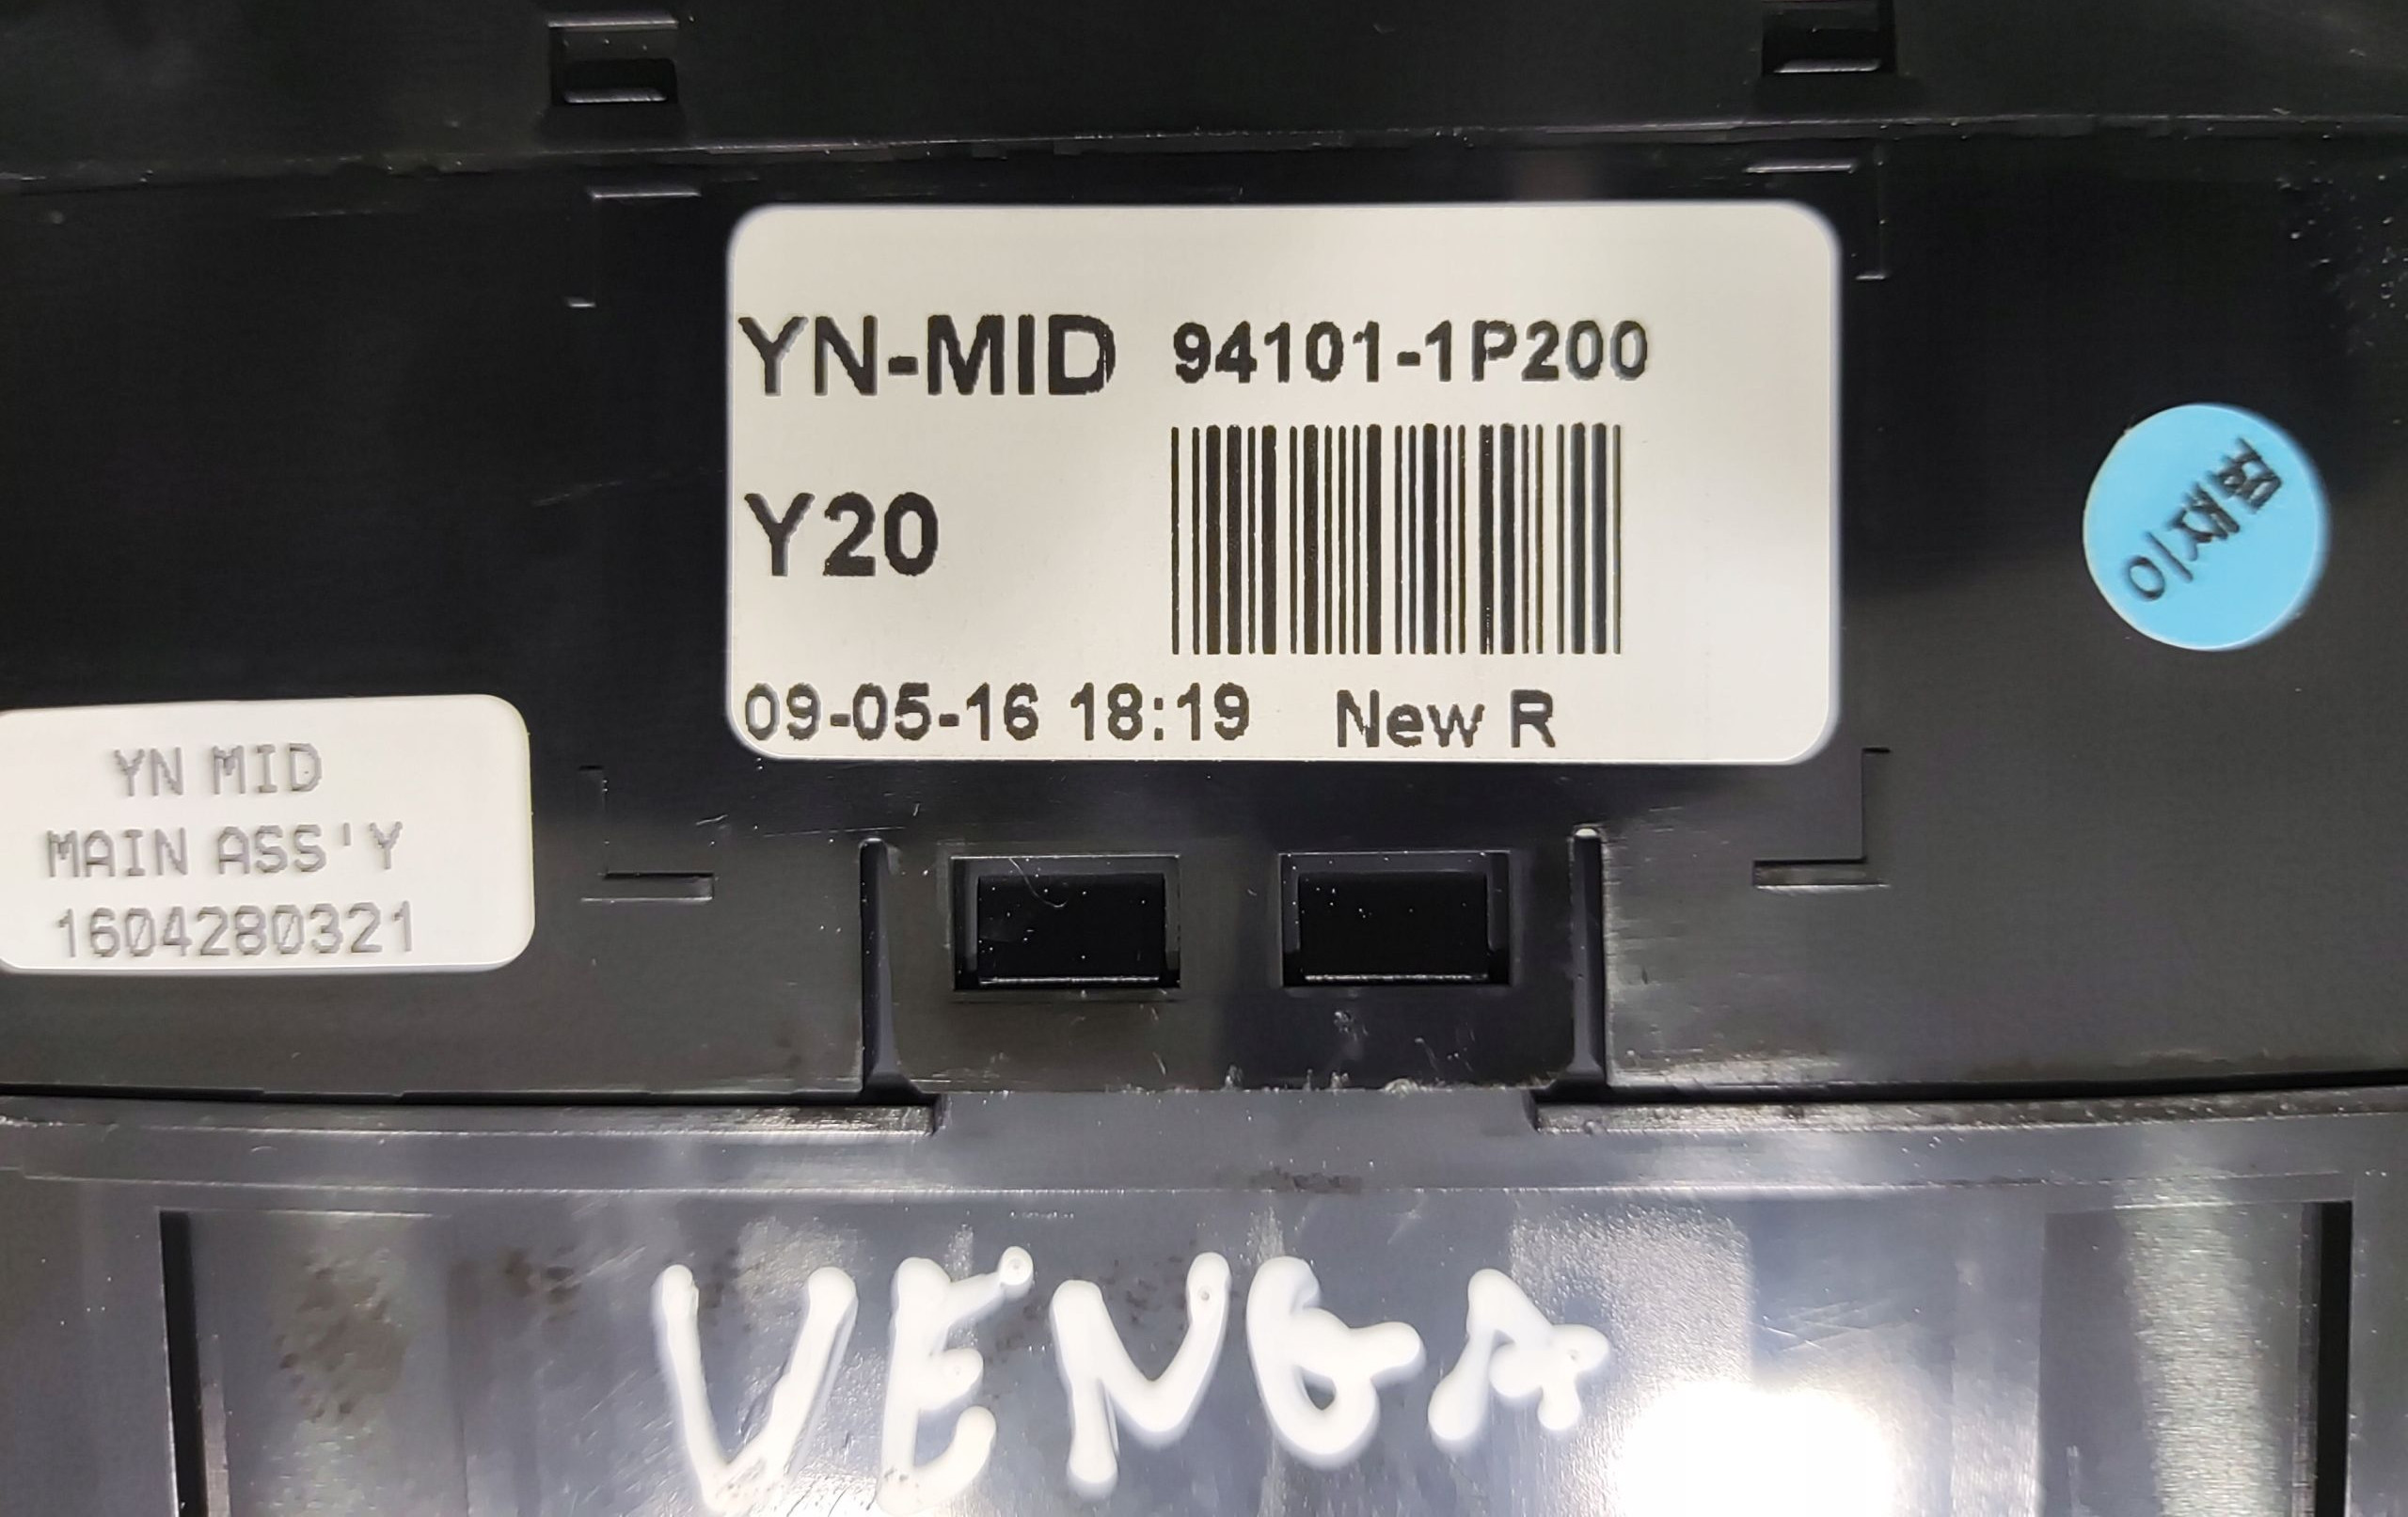 YN-MID 94101-1P200
Y20
09-05-16 18:19 New R
YN MID
MAIN ASS'Y
1604280321
VENGA